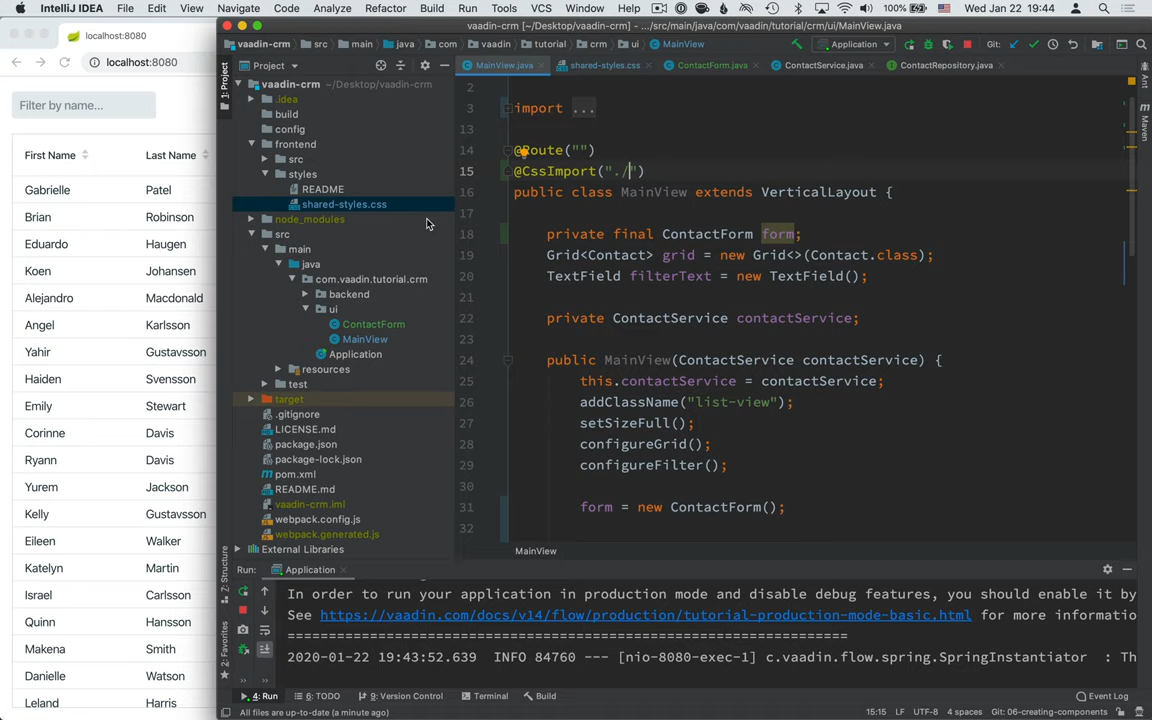 IntelliJ IDEA File Edit View Navigate Code Analyze Refactor Build Run Tools VCS Window Help 100% Wed Jan 22 19:44
localhost:8080
localhost:8080
Filter by name...
First Name Last Name
Gabrielle Patel
Brian Robinson
Eduardo Haugen
Koen Johansen
Alejandro Macdonald
Angel Karlsson
Yahir Gustavsson
Haiden Svensson
Emily Stewart
Corinne Davis
Ryann Davis
Yurem Jackson
Kelly Gustavsson
Eileen Walker
Katelyn Martin
Israel Carlsson
Quinn Hansson
Makena Smith
Danielle Watson
Leland Harris
vaadin-crm [~/Desktop/vaadin-crm] - .../src/main/java/com/vaadin/tutorial/crm/ui/MainView.java
vaadin-crm src main java com vaadin tutorial crm ui MainView Application Git:
1: Project
Project
vaadin-crm ~/Desktop/vaadin-crm
.idea
build
config
frontend
src
styles
README
shared-styles.css
node_modules
src
main
java
com.vaadin.tutorial.crm
backend
ui
ContactForm
MainView
Application
resources
test
target
.gitignore
LICENSE.md
package.json
package-lock.json
pom.xml
README.md
vaadin-crm.iml
webpack.config.js
webpack.generated.js
External Libraries
7: Structure
2: Favorites
MainView.java shared-styles.css ContactForm.java ContactService.java ContactRepository.java
Ant
Maven
2
3 import ...
13
14 @Route("")
15 @CssImport("./")
16 public class MainView extends VerticalLayout {
17
18 private final ContactForm form;
19 Grid<Contact> grid = new Grid<>(Contact.class);
20 TextField filterText = new TextField();
21
22 private ContactService contactService;
23
24 public MainView(ContactService contactService) {
25 this.contactService = contactService;
26 addClassName("list-view");
27 setSizeFull();
28 configureGrid();
29 configureFilter();
30
31 form = new ContactForm();
32
MainView
Run: Application
In order to run your application in production mode and disable debug features, you should enable it by
See https://vaadin.com/docs/v14/flow/production/tutorial-production-mode-basic.html for more informatio
2020-01-22 19:43:52.639 INFO 84760 --- [nio-8080-exec-1] c.vaadin.flow.spring.SpringInstantiator : Th
4: Run 6: TODO 9: Version Control Terminal Build Event Log
All files are up-to-date (a minute ago) 15:15 LF UTF-8 4 spaces Git: 06-creating-components